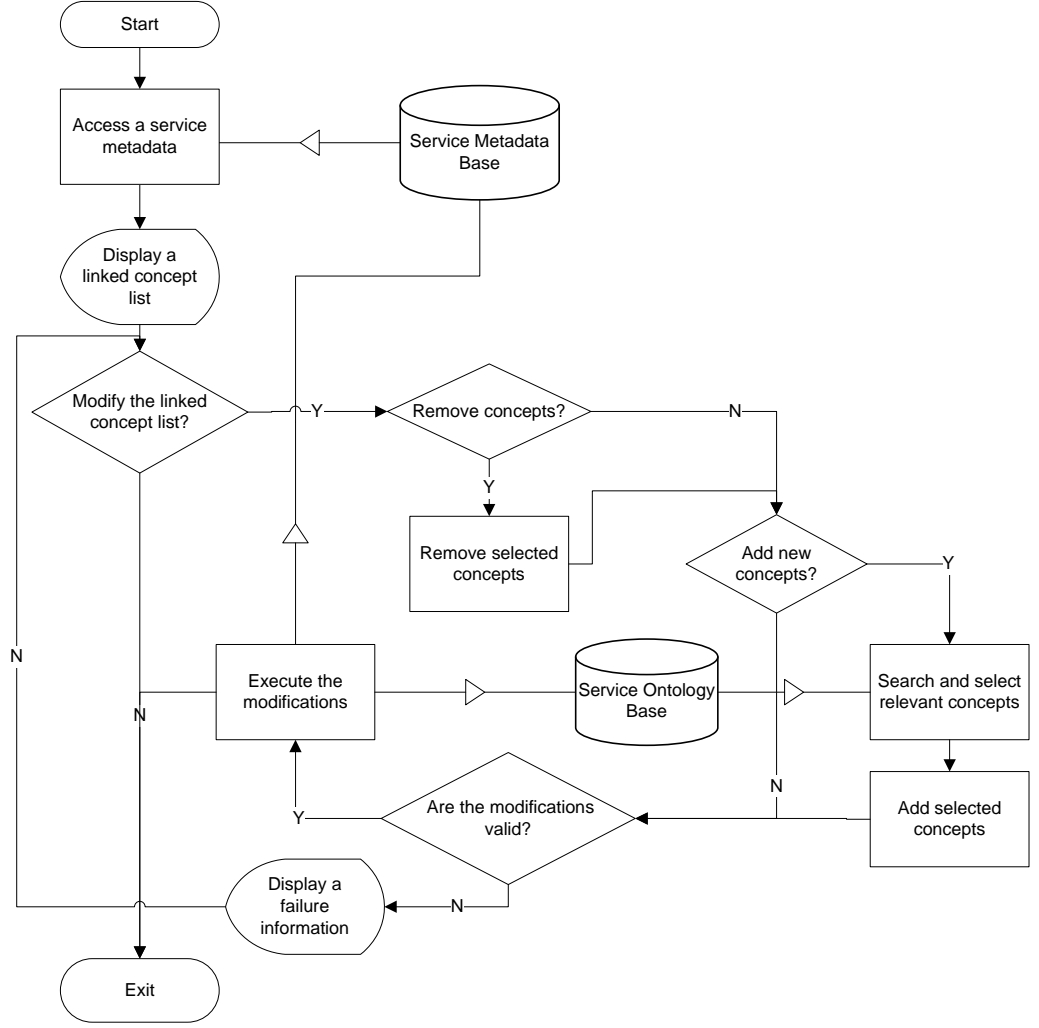 Start
Access a service
metadata
Service Metadata
Base
Display a
linked concept
list
Modify the linked
concept list?
Y
Remove concepts?
N
Y
Remove selected
concepts
Add new
concepts?
Y
N
Execute the
modifications
Service Ontology
Base
Search and select
relevant concepts
N
N
Y
Are the modifications
valid?
Add selected
concepts
Display a
failure
information
N
Exit